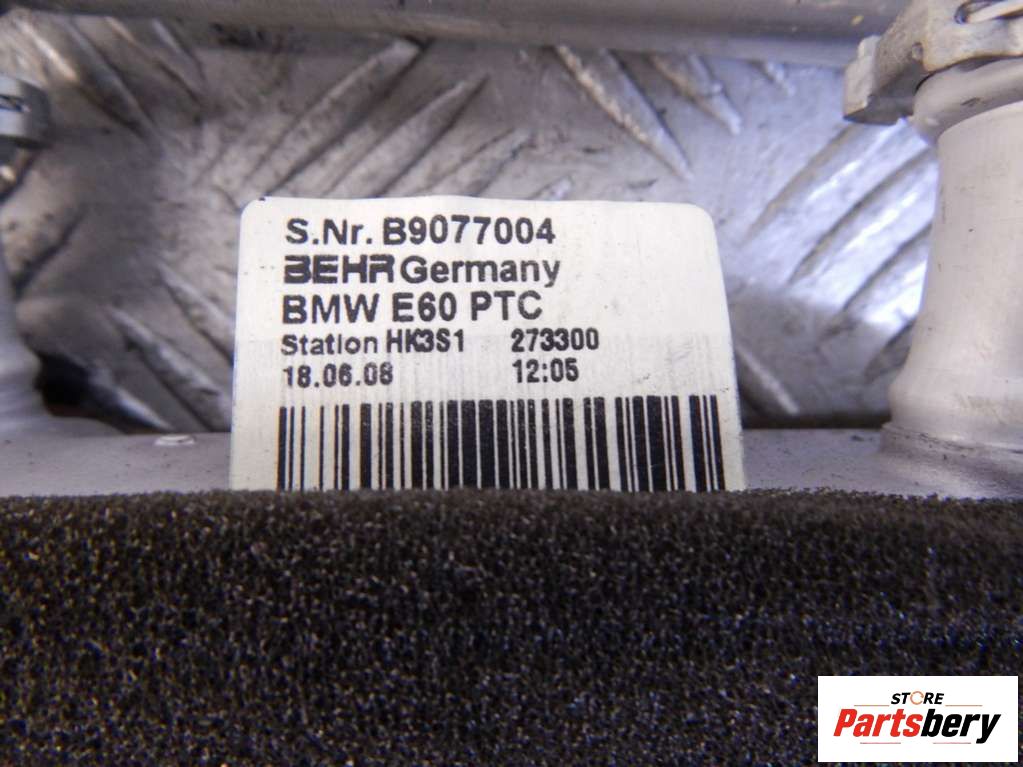 S.Nr. B9077004
BEHR Germany
BMW E60 PTC
Station HK3S1 273300
18.06.08 12:05
STORE
Partsbery